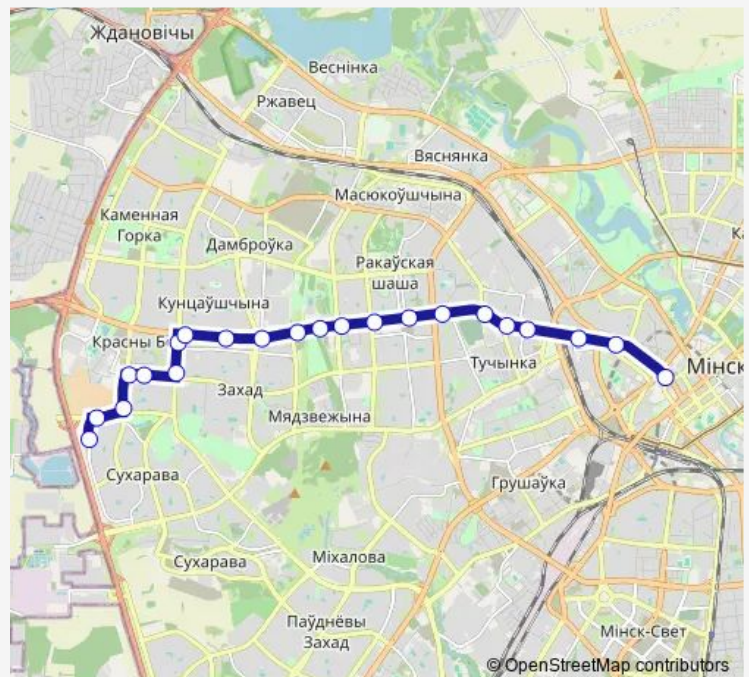 Ждановічы
Веснінка
Ржавец
Вяснянка
Масюкоўшчына
Каменная
Горка
Дамброўка
Ракаўская
шаша
Кунцаўшчына
Красны Б
Тучынка
Мінск
Захад
Мядзвежына
Сухарава
Грушаўка
Сухарава
Міхалова
Паўднёвы
Захад
Мінск-Свет
© OpenStreetMap contributors